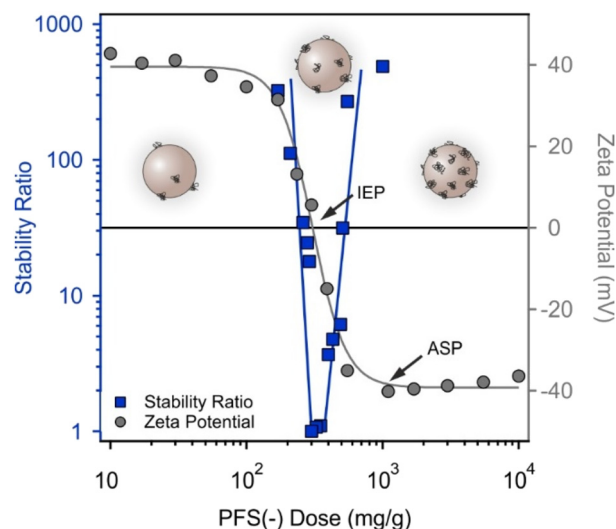 1000
100
10
1
Stability Ratio
40
20
0
-20
-40
Zeta Potential (mV)
IEP
ASP
Stability Ratio
Zeta Potential
10 10² 10³ 10⁴
PFS(-) Dose (mg/g)